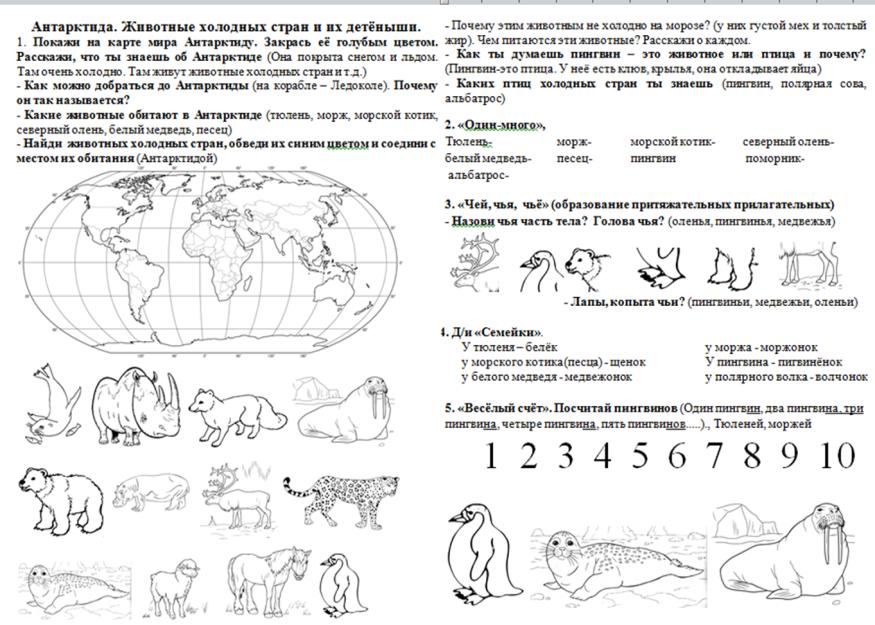 Антарктида. Животные холодных стран и их детёныши.
1. Покажи на карте мира Антарктиду. Закрась её голубым цветом.
Расскажи, что ты знаешь об Антарктиде (Она покрыта снегом и льдом.
Там очень холодно. Там живут животные холодных стран и т.д.)
- Как можно добраться до Антарктиды (на корабле – Ледоколе). Почему
он так называется?
- Какие животные обитают в Антарктиде (тюлень, морж, морской котик,
северный олень, белый медведь, песец)
- Найди животных холодных стран, обведи их синим цветом и соедини с
местом их обитания (Антарктидой)
- Почему этим животным не холодно на морозе? (у них густой мех и толстый
жир). Чем питаются эти животные? Расскажи о каждом.
- Как ты думаешь пингвин – это животное или птица и почему?
(Пингвин-это птица. У неё есть клюв, крылья, она откладывает яйца)
- Каких птиц холодных стран ты знаешь (пингвин, полярная сова,
альбатрос)
2. «Один-много»,
Тюлень- морж- морской котик- северный олень-
белый медведь- песец- пингвин поморник-
альбатрос-
3. «Чей, чья, чьё» (образование притяжательных прилагательных)
- Назови чья часть тела? Голова чья? (оленья, пингвинья, медвежья)
- Лапы, копыта чьи? (пингвиньи, медвежьи, оленьи)
4. Д/и «Семейки».
У тюленя – белёк у моржа - моржонок
у морского котика(песца) - щенок У пингвина - пигвинёнок
у белого медведя - медвежонок у полярного волка - волчонок
5. «Весёлый счёт». Посчитай пингвинов (Один пингвин, два пингвина, три
пингвина, четыре пингвина, пять пингвинов.....)., Тюленей, моржей
1 2 3 4 5 6 7 8 9 10